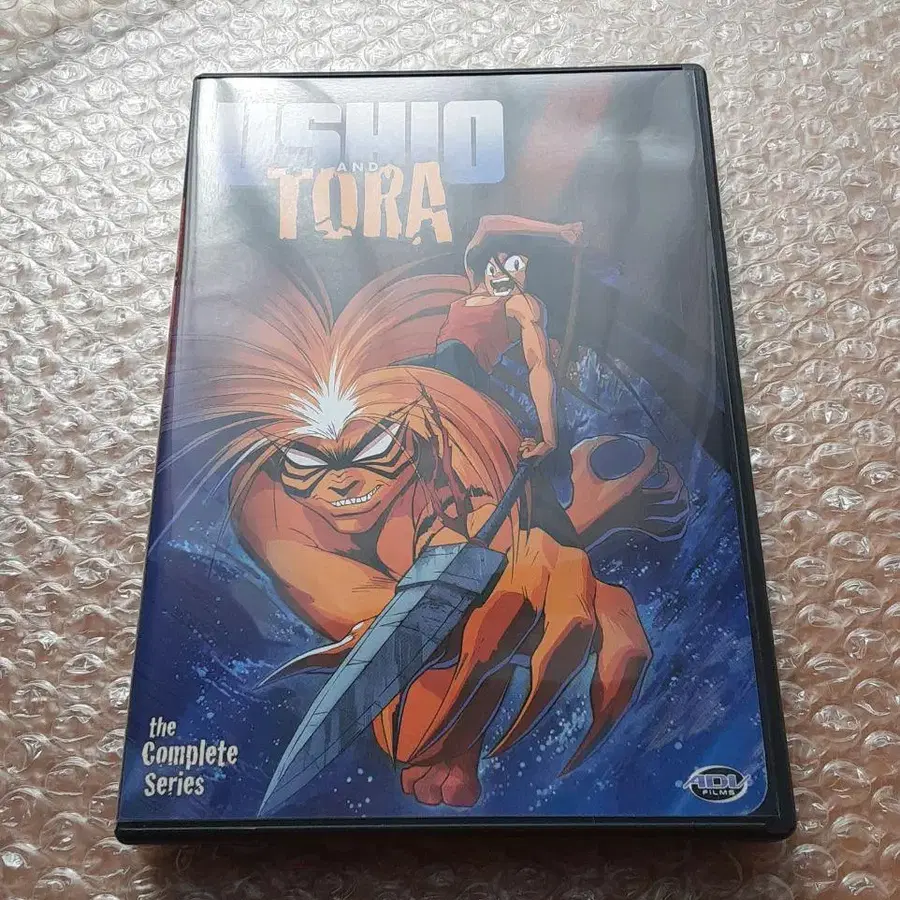 USHIO
AND
TORA
the
Complete
Series
ADV
FILMS